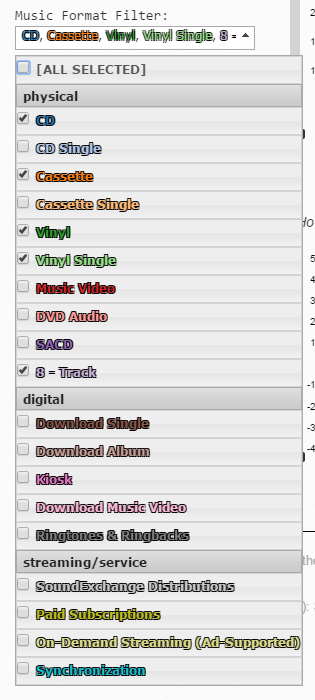 Music Format Filter:
CD, Cassette, Vinyl, Vinyl Single, 8 -
[ALL SELECTED]
physical
CD
CD Single
Cassette
Cassette Single
Vinyl
Vinyl Single
Music Video
DVD Audio
SACD
8 - Track
digital
Download Single
Download Album
Kiosk
Download Music Video
Ringtones & Ringbacks
streaming/service
SoundExchange Distributions
Paid Subscriptions
On-Demand Streaming (Ad-Supported)
Synchronization
2
1
1
5
4
3
2
1
-1
-2
-3
-4